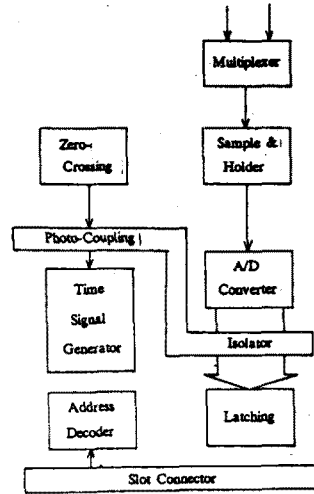 Multiplexer
Zero-
Crossing
Sample &
Holder
Photo-Coupling
A/D
Converter
Time
Signal
Generator
Isolator
Address
Decoder
Latching
Slot Connector